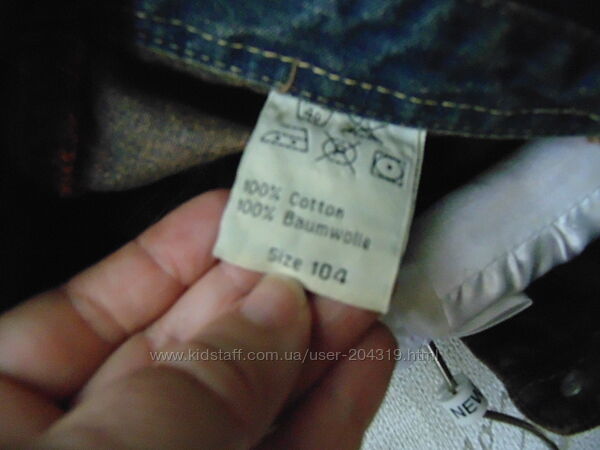 40
100% Cotton
100% Baumwolle
Size 104
www.kidstaff.com.ua/user-204319.html
NEW